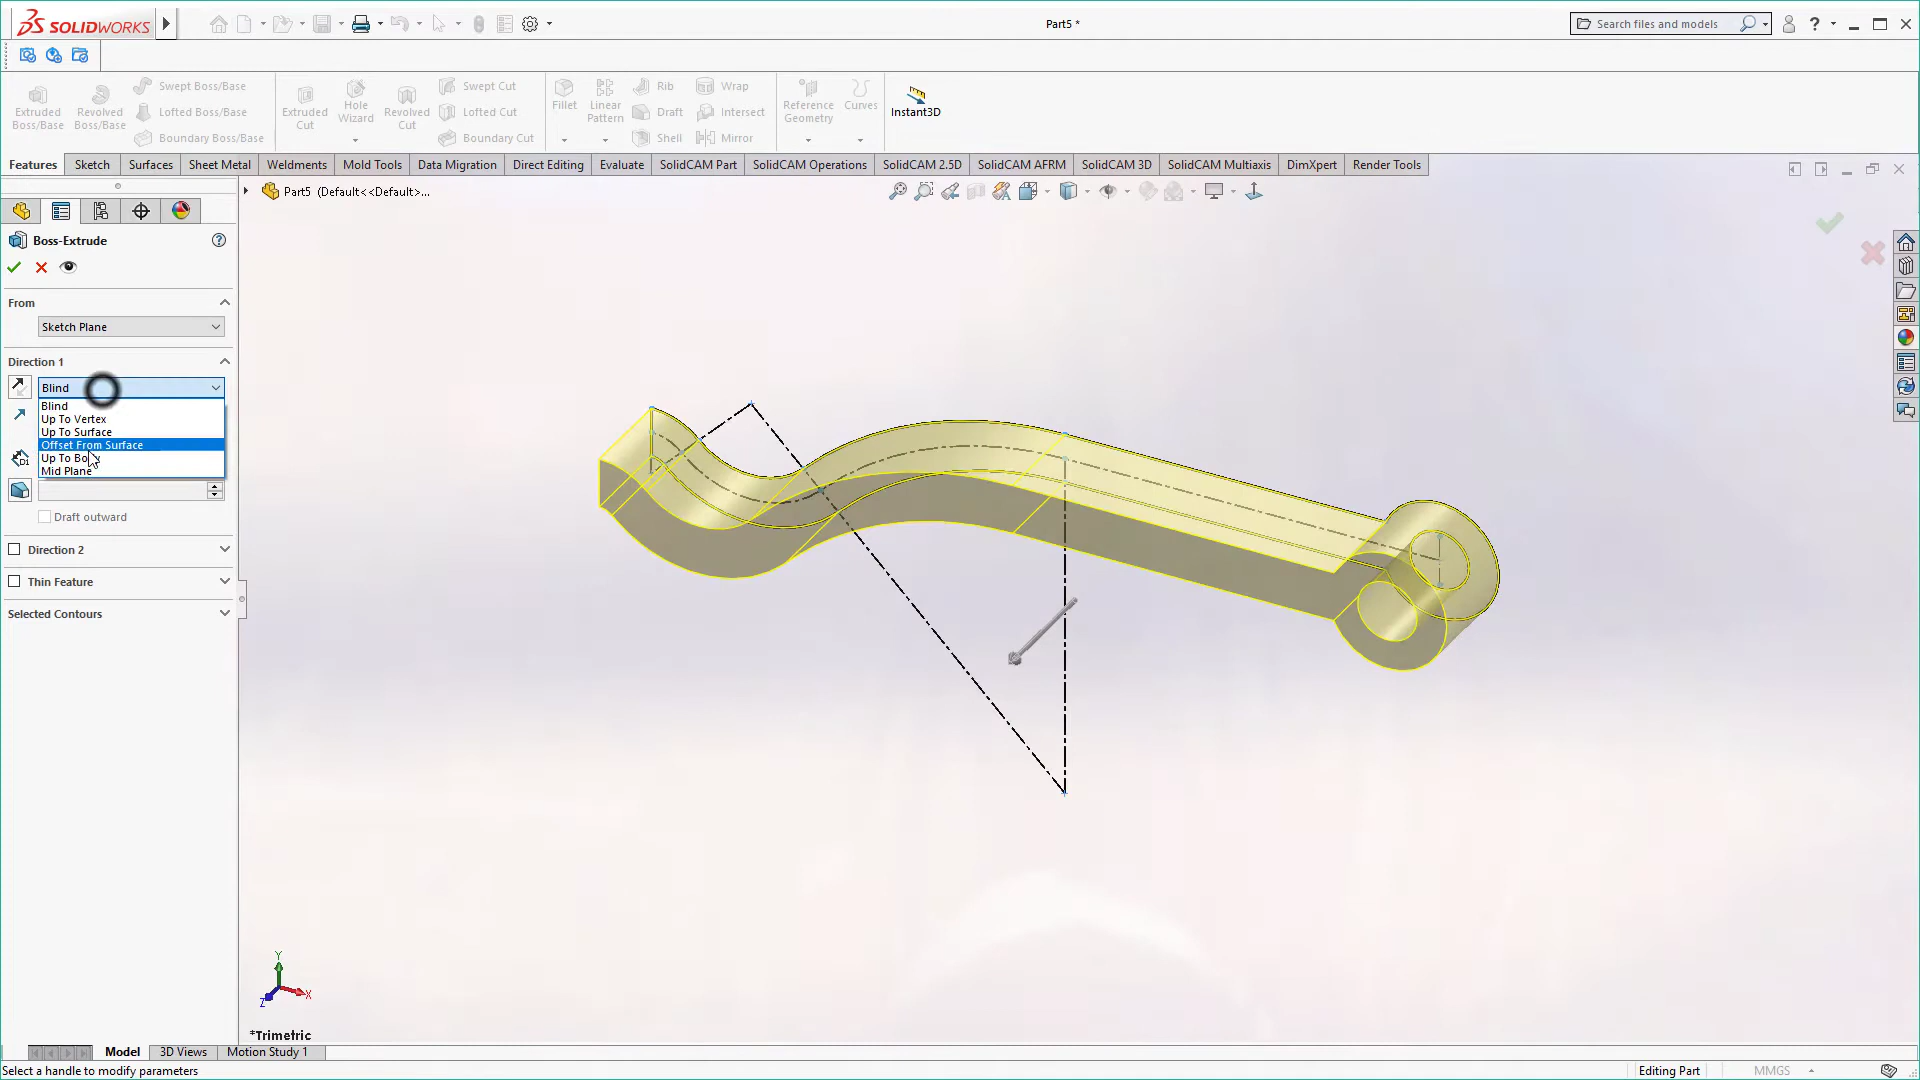 SOLIDWORKS
Part5 *
Search files and models
?
Extruded Boss/Base
Revolved Boss/Base
Swept Boss/Base
Lofted Boss/Base
Boundary Boss/Base
Extruded Cut
Hole Wizard
Revolved Cut
Swept Cut
Lofted Cut
Boundary Cut
Fillet
Linear Pattern
Rib
Draft
Shell
Wrap
Intersect
Mirror
Reference Geometry
Curves
Instant3D
Features
Sketch
Surfaces
Sheet Metal
Weldments
Mold Tools
Data Migration
Direct Editing
Evaluate
SolidCAM Part
SolidCAM Operations
SolidCAM 2.5D
SolidCAM AFRM
SolidCAM 3D
SolidCAM Multiaxis
DimXpert
Render Tools
Part5 (Default<<Default>...
Boss-Extrude
?
From
Sketch Plane
Direction 1
Blind
Blind
Up To Vertex
Up To Surface
Offset From Surface
Up To Body
Mid Plane
D1
Draft outward
Direction 2
Thin Feature
Selected Contours
Y
X
Z
*Trimetric
Model
3D Views
Motion Study 1
Select a handle to modify parameters
Editing Part
MMGS